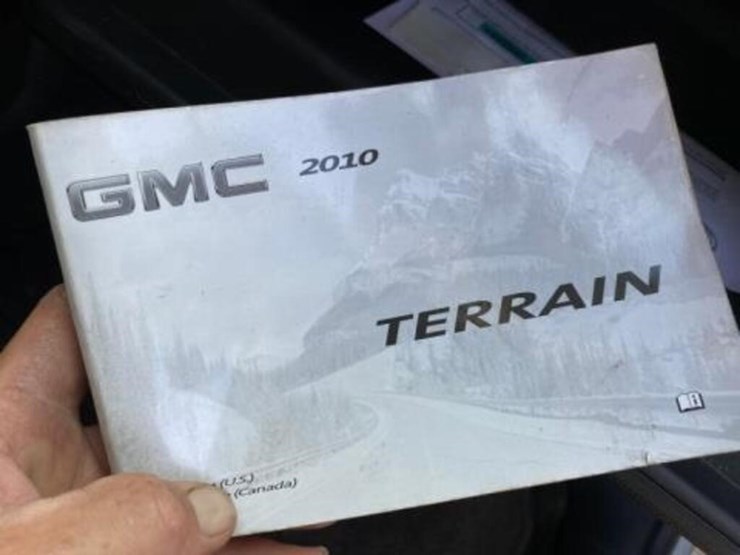 GMC 2010
TERRAIN
(U.S.)
(Canada)